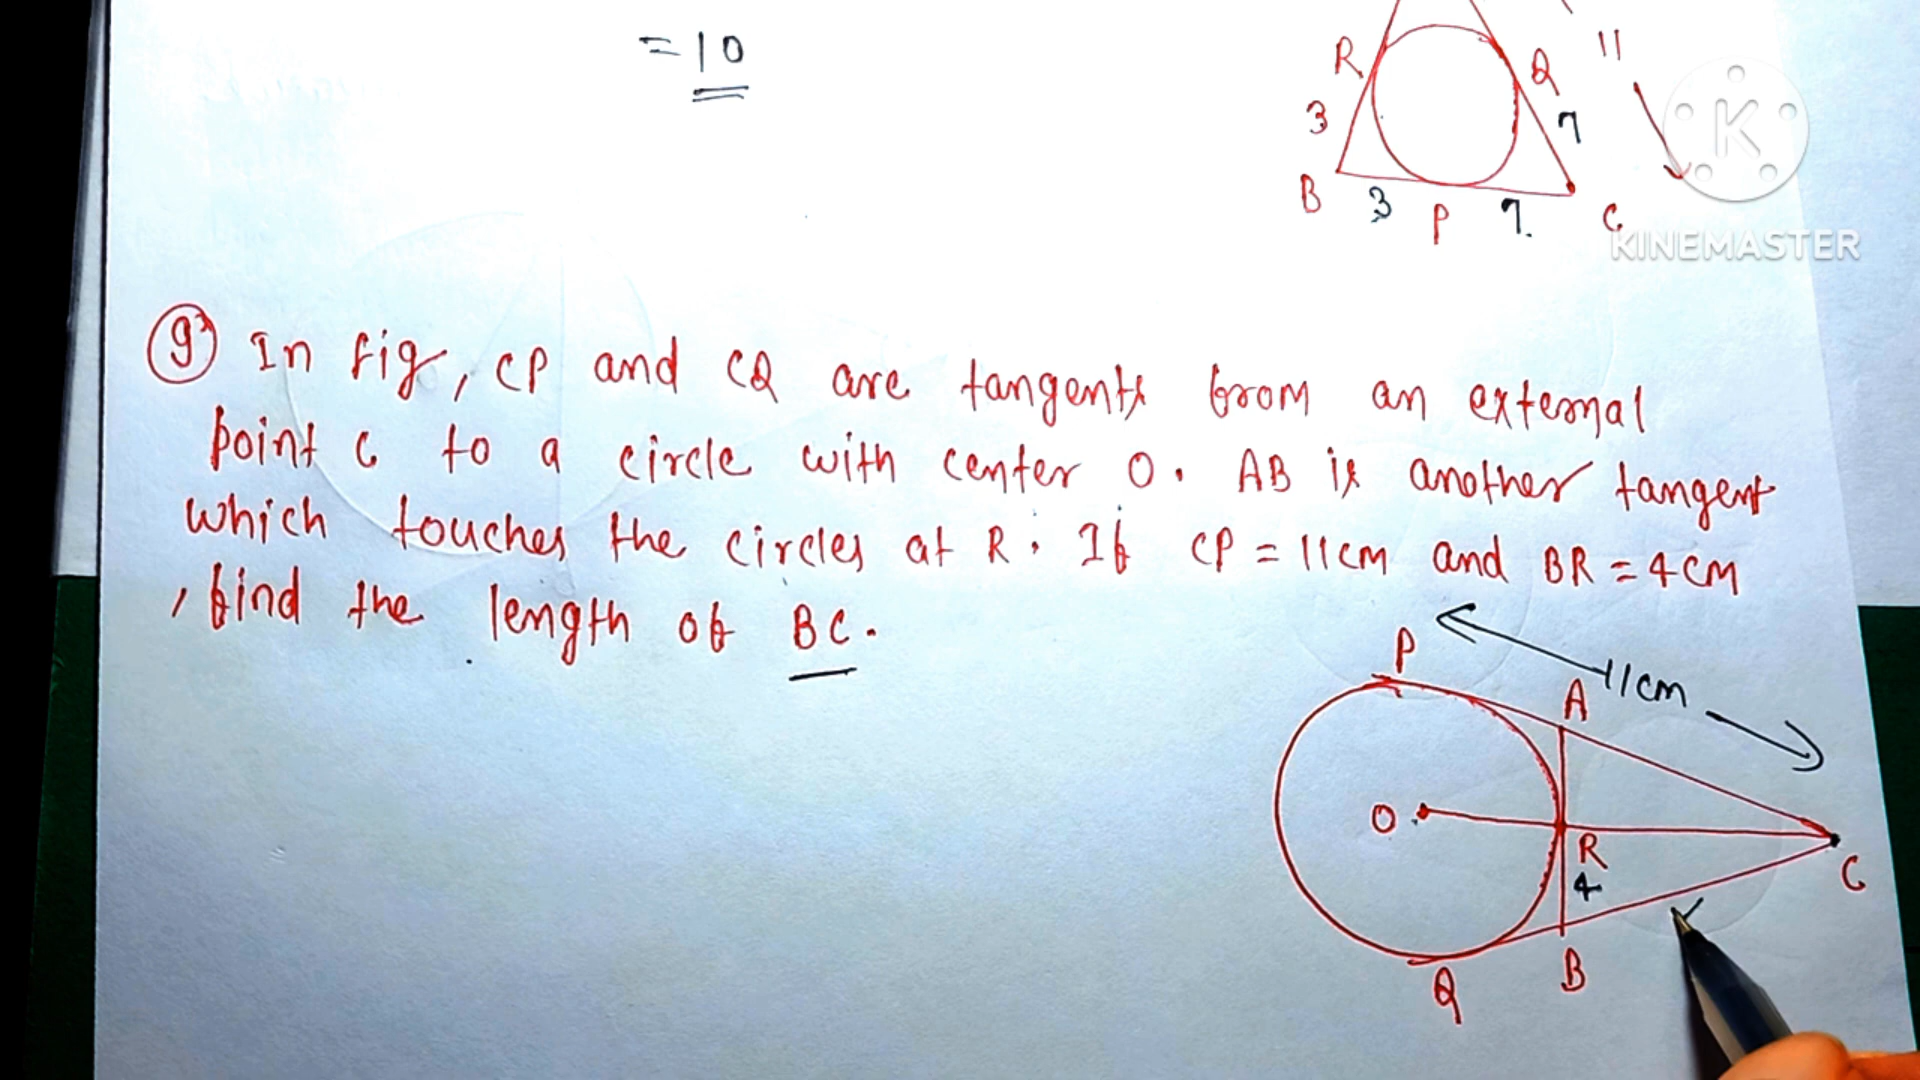 = 10
R
Q
11
3
7
B
3
P
7.
C
KINEMASTER
9 In fig, CP and CQ are tangents from an external
point C to a circle with center O. AB is another tangent
which touches the circles at R. If CP = 11cm and BR = 4cm
, find the length of BC.
P
11cm
A
O
R
4
C
B
Q